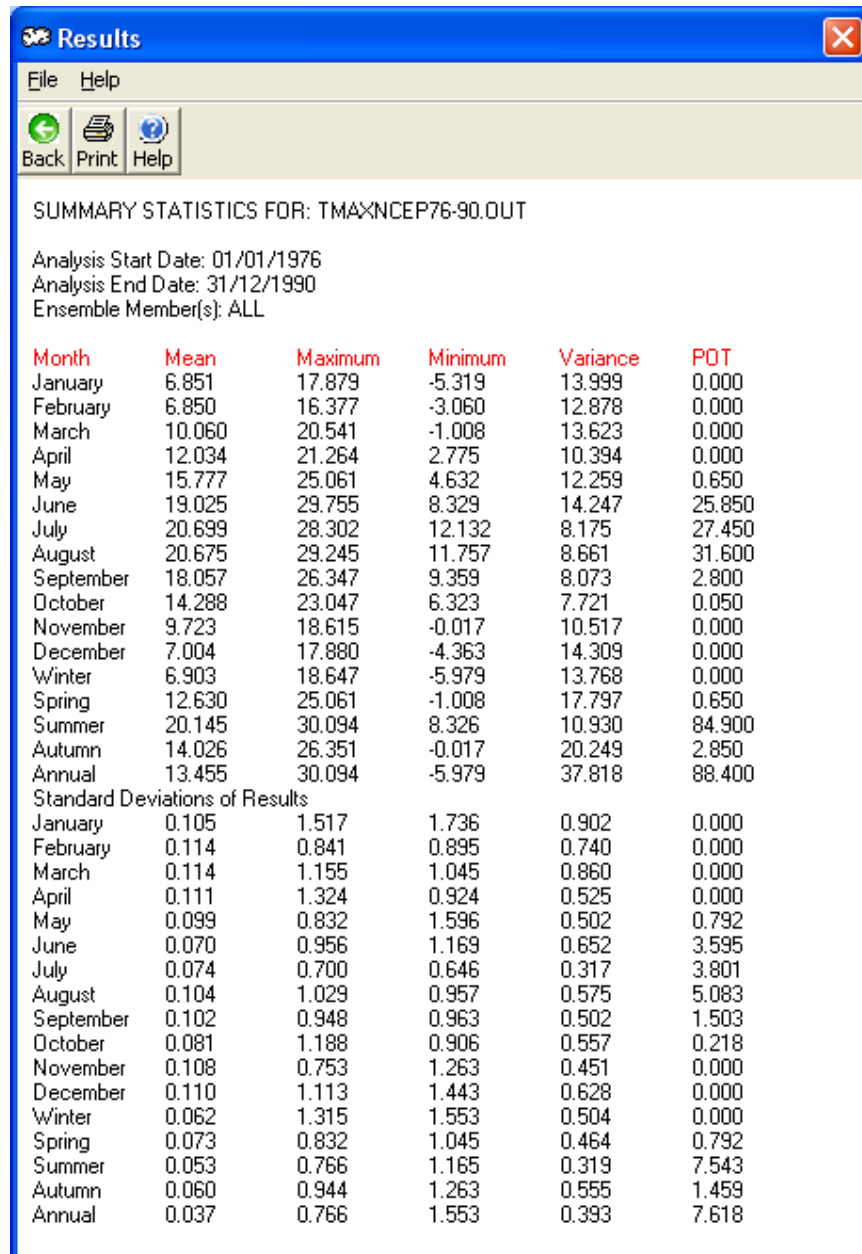 Results
File Help
Back Print Help
SUMMARY STATISTICS FOR: TMAXNCEP76-90.OUT
Analysis Start Date: 01/01/1976
Analysis End Date: 31/12/1990
Ensemble Member(s): ALL
Month Mean Maximum Minimum Variance POT
January 6.851 17.879 -5.319 13.999 0.000
February 6.850 16.377 -3.060 12.878 0.000
March 10.060 20.541 -1.008 13.623 0.000
April 12.034 21.264 2.775 10.394 0.000
May 15.777 25.061 4.632 12.259 0.650
June 19.025 29.755 8.329 14.247 25.850
July 20.699 28.302 12.132 8.175 27.450
August 20.675 29.245 11.757 8.661 31.600
September 18.057 26.347 9.359 8.073 2.800
October 14.288 23.047 6.323 7.721 0.050
November 9.723 18.615 -0.017 10.517 0.000
December 7.004 17.880 -4.363 14.309 0.000
Winter 6.903 18.647 -5.979 13.768 0.000
Spring 12.630 25.061 -1.008 17.797 0.650
Summer 20.145 30.094 8.326 10.930 84.900
Autumn 14.026 26.351 -0.017 20.249 2.850
Annual 13.455 30.094 -5.979 37.818 88.400
Standard Deviations of Results
January 0.105 1.517 1.736 0.902 0.000
February 0.114 0.841 0.895 0.740 0.000
March 0.114 1.155 1.045 0.860 0.000
April 0.111 1.324 0.924 0.525 0.000
May 0.099 0.832 1.596 0.502 0.792
June 0.070 0.956 1.169 0.652 3.595
July 0.074 0.700 0.646 0.317 3.801
August 0.104 1.029 0.957 0.575 5.083
September 0.102 0.948 0.963 0.502 1.503
October 0.081 1.188 0.906 0.557 0.218
November 0.108 0.753 1.263 0.451 0.000
December 0.110 1.113 1.443 0.628 0.000
Winter 0.062 1.315 1.553 0.504 0.000
Spring 0.073 0.832 1.045 0.464 0.792
Summer 0.053 0.766 1.165 0.319 7.543
Autumn 0.060 0.944 1.263 0.555 1.459
Annual 0.037 0.766 1.553 0.393 7.618